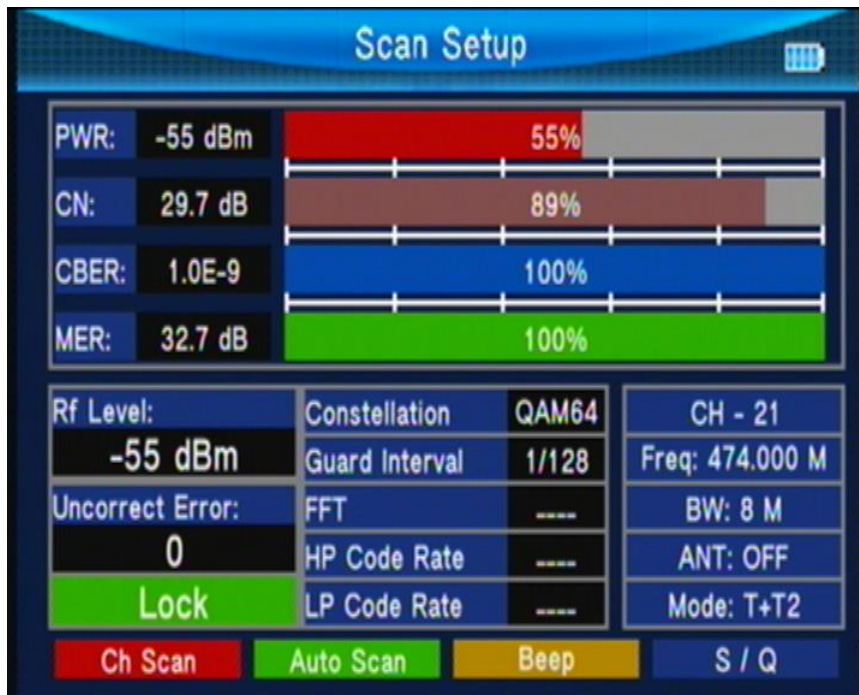 Scan Setup
PWR: -55 dBm 55%
CN: 29.7 dB 89%
CBER: 1.0E-9 100%
MER: 32.7 dB 100%
Rf Level:
-55 dBm
Uncorrect Error:
0
Lock
Constellation QAM64
Guard Interval 1/128
FFT ----
HP Code Rate ----
LP Code Rate ----
CH - 21
Freq: 474.000 M
BW: 8 M
ANT: OFF
Mode: T+T2
Ch Scan Auto Scan Beep S / Q